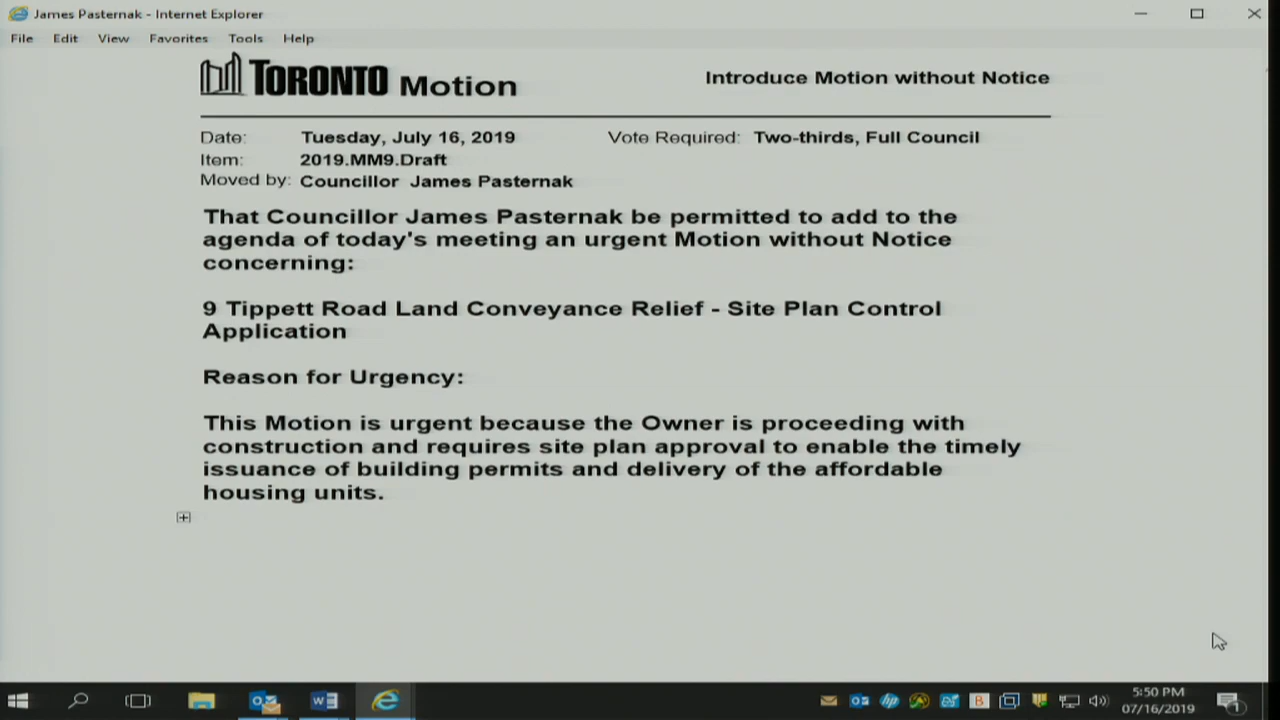 James Pasternak - Internet Explorer
File Edit View Favorites Tools Help
TORONTO Motion
Introduce Motion without Notice
Date: Tuesday, July 16, 2019 Vote Required: Two-thirds, Full Council
Item: 2019.MM9.Draft
Moved by: Councillor James Pasternak
That Councillor James Pasternak be permitted to add to the
agenda of today's meeting an urgent Motion without Notice
concerning:
9 Tippett Road Land Conveyance Relief - Site Plan Control
Application
Reason for Urgency:
This Motion is urgent because the Owner is proceeding with
construction and requires site plan approval to enable the timely
issuance of building permits and delivery of the affordable
housing units.
5:50 PM
07/16/2019